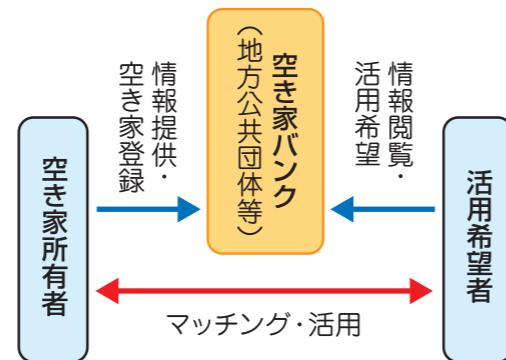 空き家バンク
（地方公共団体等）
情報提供・
空き家登録
情報閲覧・
活用希望
空き家所有者
活用希望者
マッチング・活用